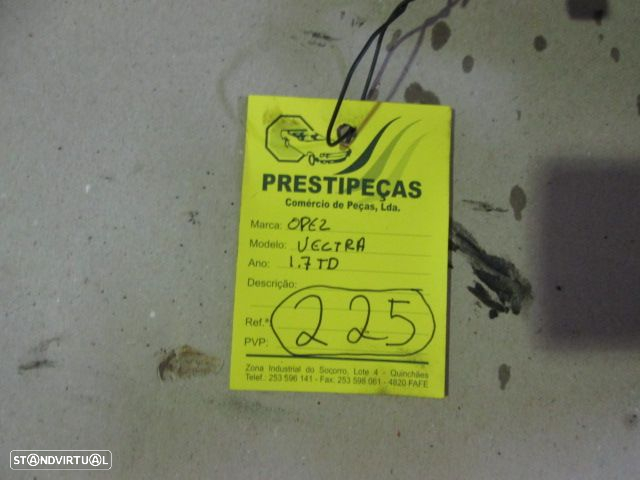 PRESTIPEÇAS
Comércio de Peças, Lda.
Marca: OPEL
Modelo: VECTRA
Ano: 1.7 TD
Descrição:
Ref.ª 225
PVP:
Zona Industrial do Socorro, Lote 4 - Quinchães
Telef.: 253 596 141 - Fax: 253 598 061 - 4820 FAFE
STANDVIRTUAL